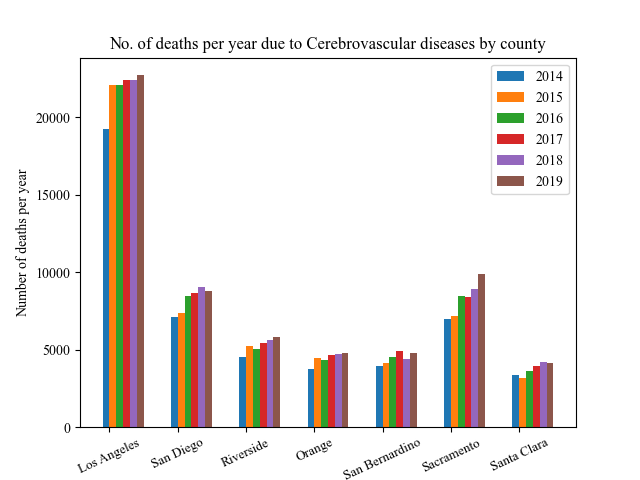 No. of deaths per year due to Cerebrovascular diseases by county
2014
2015
2016
2017
2018
2019
Number of deaths per year
20000
15000
10000
5000
0
Los Angeles
San Diego
Riverside
Orange
San Bernardino
Sacramento
Santa Clara